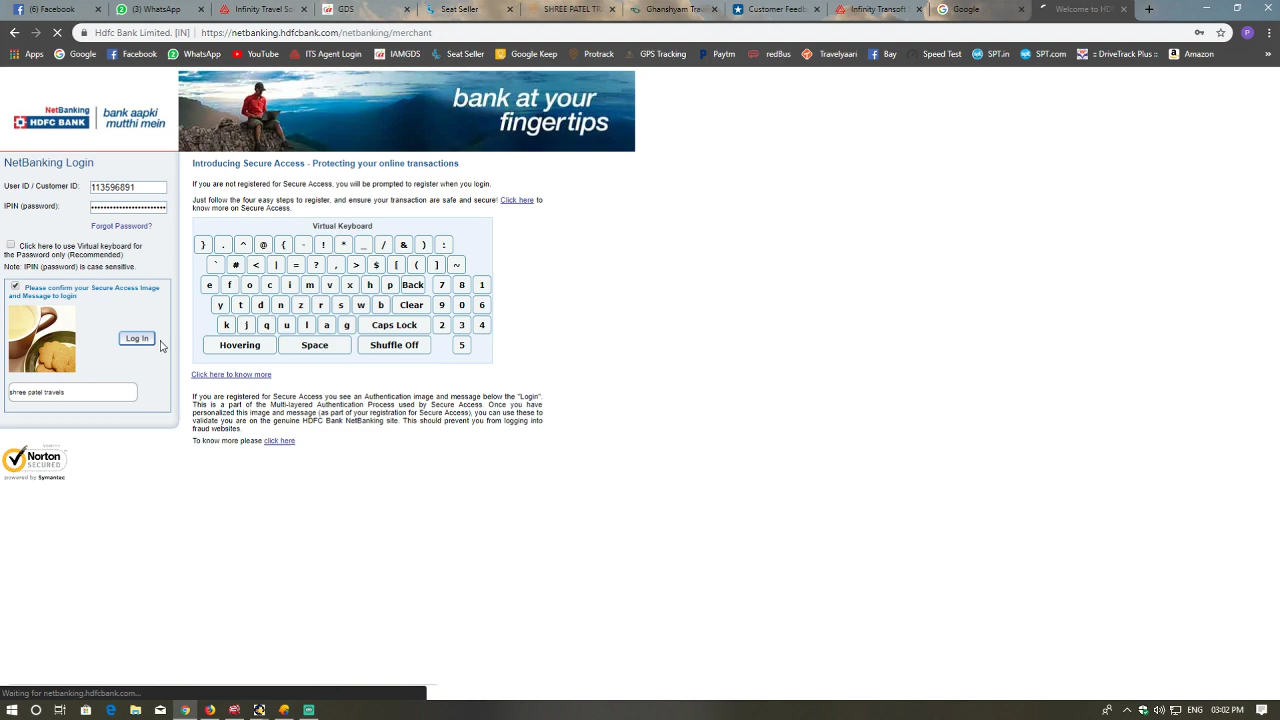 (6) Facebook
(3) WhatsApp
Infinity Travel So
GDS
Seat Seller
SHREE PATEL TR
Ghanshyam Trav
Customer Feedb
Infinity Transoft
Google
Welcome to HD
Hdfc Bank Ltd. [IN] | https://netbanking.hdfcbank.com/netbanking/merchant
P
Apps Google Facebook WhatsApp YouTube ITS Agent Login IAMGDS Seat Seller Google Keep Protrack GPS Tracking Paytm redBus Travelyaari Bay Speed Test SPT.in SPT.com :: DriveTrack Plus :: Amazon »
NetBanking
HDFC BANK
bank aapki
mutthi mein
bank at your
fingertips
NetBanking Login
User ID / Customer ID: 113596891
IPIN (password):
Forgot Password?
Click here to use Virtual keyboard for
the Password only (Recommended)
Note: IPIN (password) is case sensitive.
Please confirm your Secure Access Image
and Message to login
Log In
shree patel travels
Norton
SECURED
powered by Symantec
Introducing Secure Access - Protecting your online transactions
If you are not registered for Secure Access, you will be prompted to register when you login.
Just follow the four easy steps to register, and ensure your transaction are safe and secure! Click here to
know more on Secure Access.
Virtual Keyboard
} . ^ @ { - ! * _ / & ) :
` # < | = ? , > $ [ ( ] ~
e f o c i m v x h p Back 7 8 1
y t d n z r s w b Clear 9 0 6
k j q u l a g Caps Lock 2 3 4
Hovering Space Shuffle Off 5
Click here to know more
If you are registered for Secure Access you see an Authentication image and message below the "Login".
This is a part of the Multi-layered Authentication Process used by Secure Access. Once you have
personalized this image and message (as part of your registration for Secure Access), you can use these to
validate you are on the genuine HDFC Bank NetBanking site. This should prevent you from logging into
fraud websites.
To know more please click here
Waiting for netbanking.hdfcbank.com...
ENG 03:02 PM